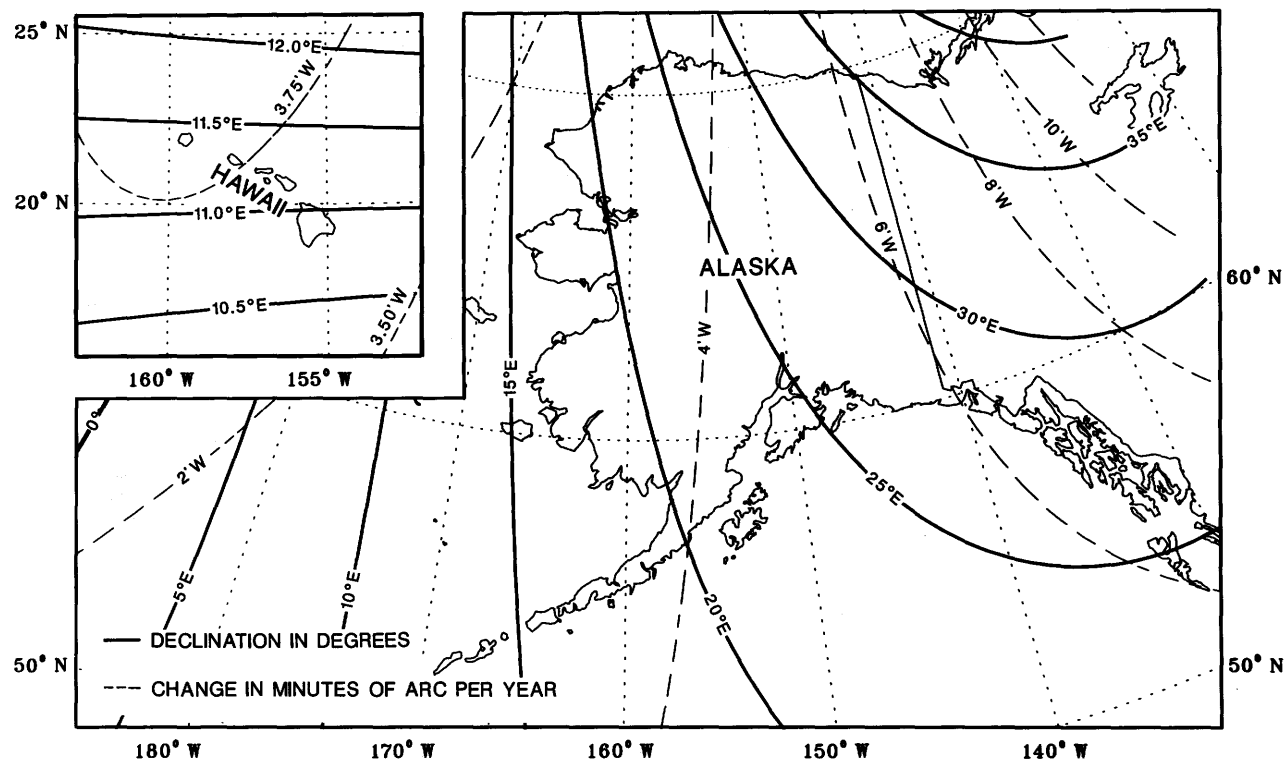 25° N
12.0°E
3.75'W
11.5°E
HAWAII
20° N
11.0°E
10.5°E
3.50'W
160° W
155° W
ALASKA
35°E
10'W
8'W
6'W
60° N
30°E
4'W
15°E
0°
2'W
25°E
5°E
10°E
20°E
DECLINATION IN DEGREES
50° N
50° N
CHANGE IN MINUTES OF ARC PER YEAR
180° W
170° W
160° W
150° W
140° W